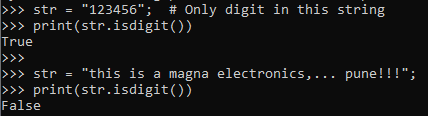 >>> str = "123456";  # Only digit in this string
>>> print(str.isdigit())
True
>>>
>>> str = "this is a magna electronics,... pune!!!";
>>> print(str.isdigit())
False